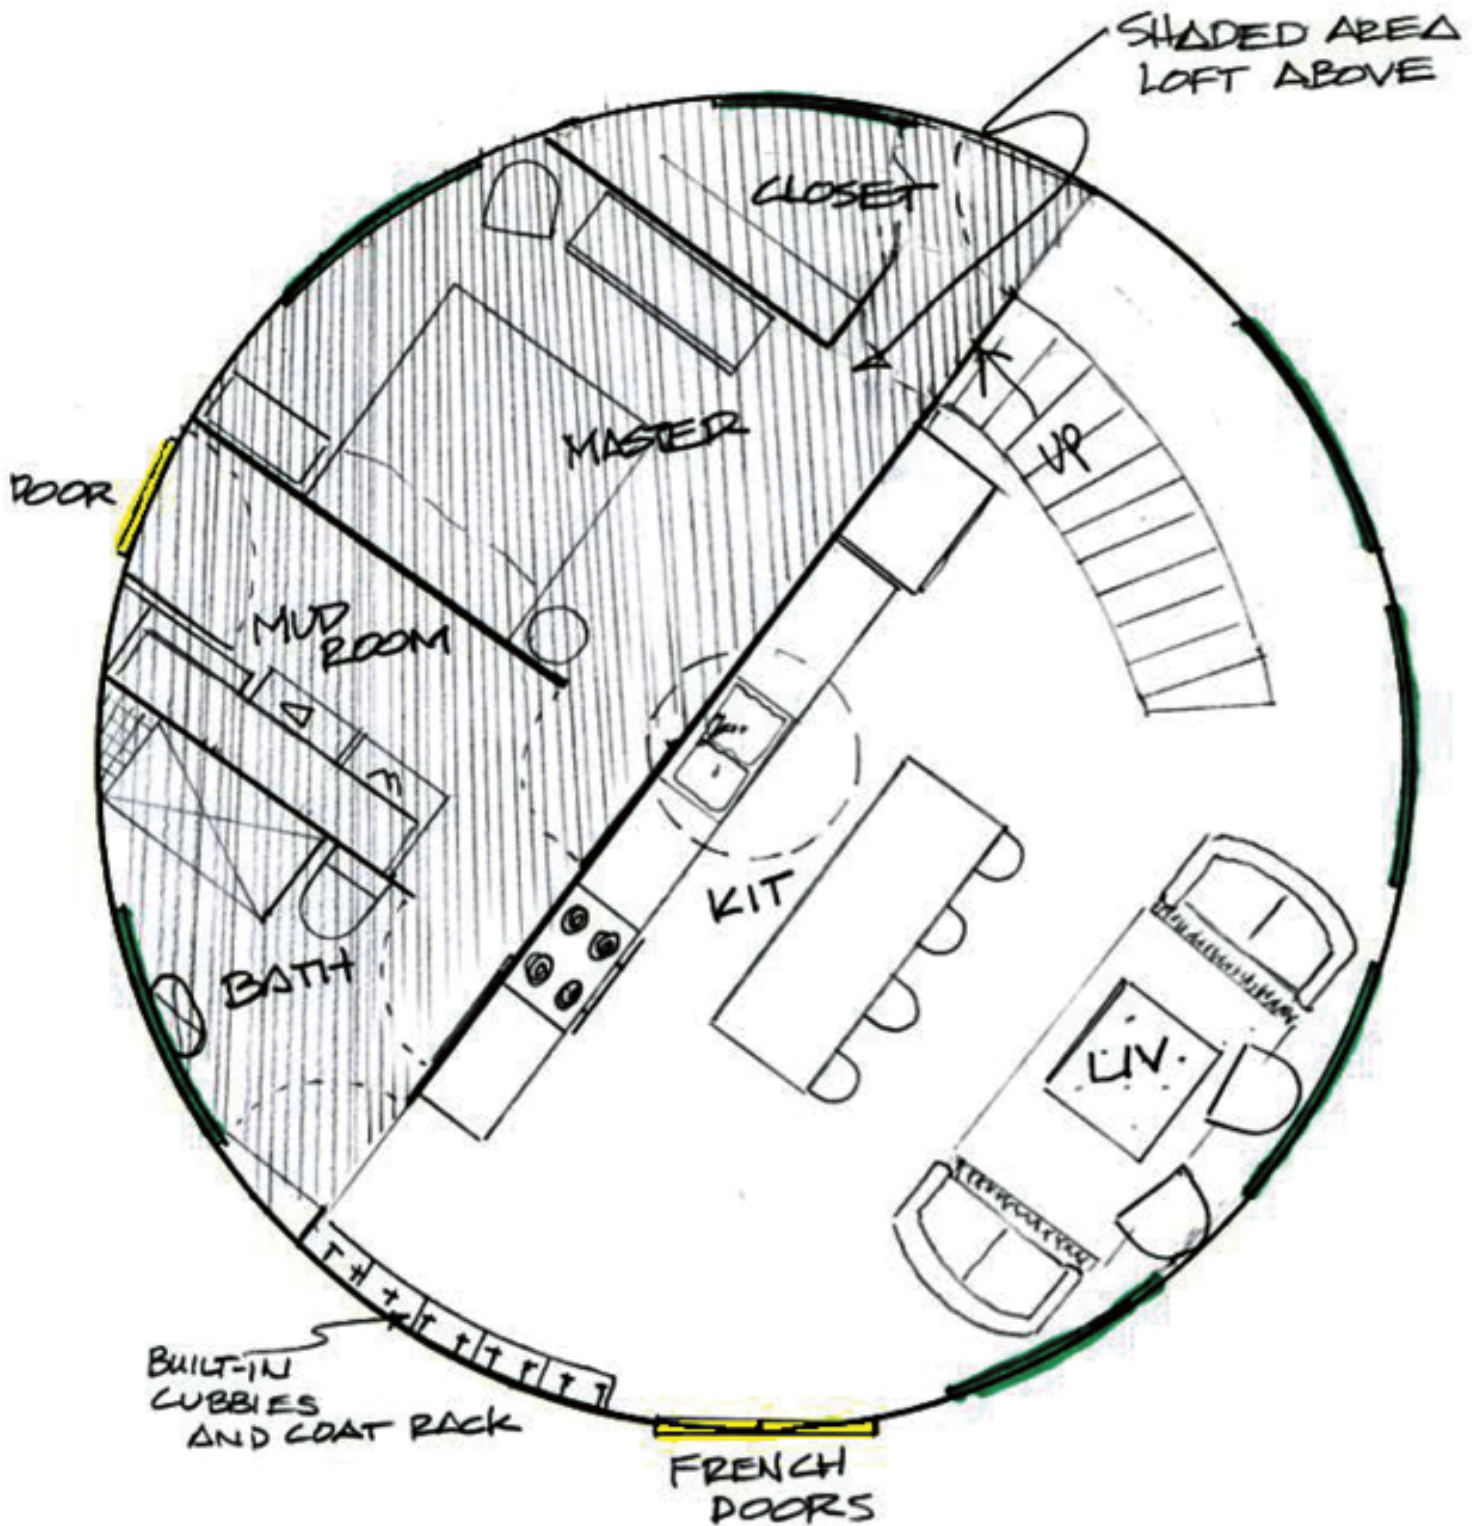 SHADED AREA
LOFT ABOVE
CLOSET
MASTER
UP
DOOR
MUD
ROOM
KIT
BATH
LIV.
BUILT-IN
CUBBIES
AND COAT RACK
FRENCH
DOORS